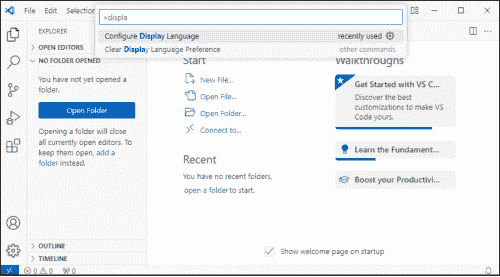 File Edit Selection
>displa
Configure Display Language recently used
Clear Display Language Preference other commands
EXPLORER
OPEN EDITORS
NO FOLDER OPENED
You have not yet opened a
folder.
Open Folder
Opening a folder will close
all currently open editors. To
keep them open, add a
folder instead.
OUTLINE
TIMELINE
Start
New File...
Open File...
Open Folder...
Connect to...
Recent
You have no recent folders,
open a folder to start.
Walkthroughs
Get Started with VS C...
Discover the best
customizations to make VS
Code yours.
Learn the Fundament...
Boost your Productivi...
Show welcome page on startup
0 0 0